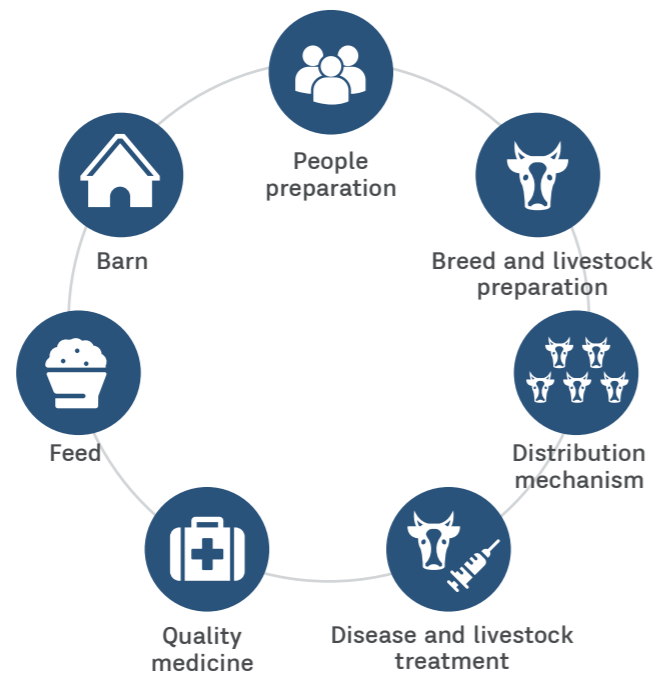 People
preparation
Barn
Breed and livestock
preparation
Feed
Distribution
mechanism
Quality
medicine
Disease and livestock
treatment